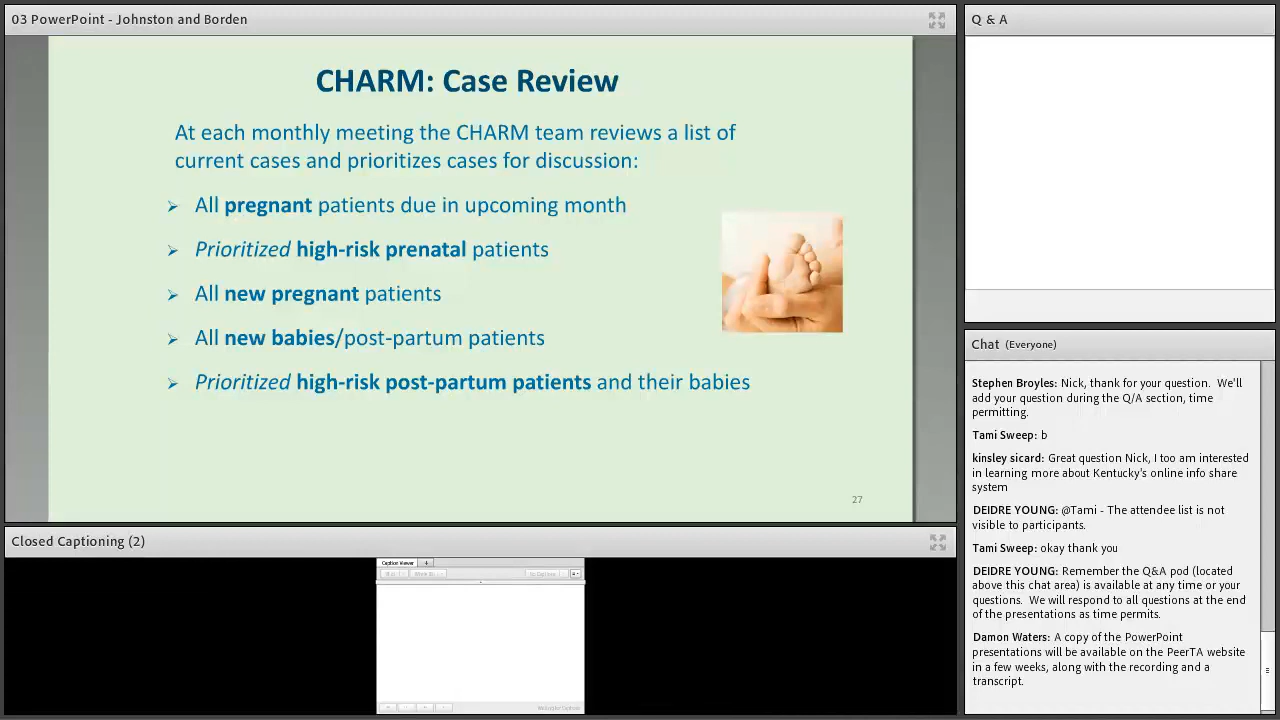 03 PowerPoint - Johnston and Borden
CHARM: Case Review
At each monthly meeting the CHARM team reviews a list of
current cases and prioritizes cases for discussion:
All pregnant patients due in upcoming month
Prioritized high-risk prenatal patients
All new pregnant patients
All new babies/post-partum patients
Prioritized high-risk post-partum patients and their babies
27
Closed Captioning (2)
Caption Viewer
Q & A
Chat (Everyone)
Stephen Broyles: Nick, thank for your question. We'll
add your question during the Q/A section, time
permitting.
Tami Sweep: b
kinsley sicard: Great question Nick, I too am interested
in learning more about Kentucky's online info share
system
DEIDRE YOUNG: @Tami - The attendee list is not
visible to participants.
Tami Sweep: okay thank you
DEIDRE YOUNG: Remember the Q&A pod (located
above this chat area) is available at any time or your
questions. We will respond to all questions at the end
of the presentations as time permits.
Damon Waters: A copy of the PowerPoint
presentations will be available on the PeerTA website
in a few weeks, along with the recording and a
transcript.